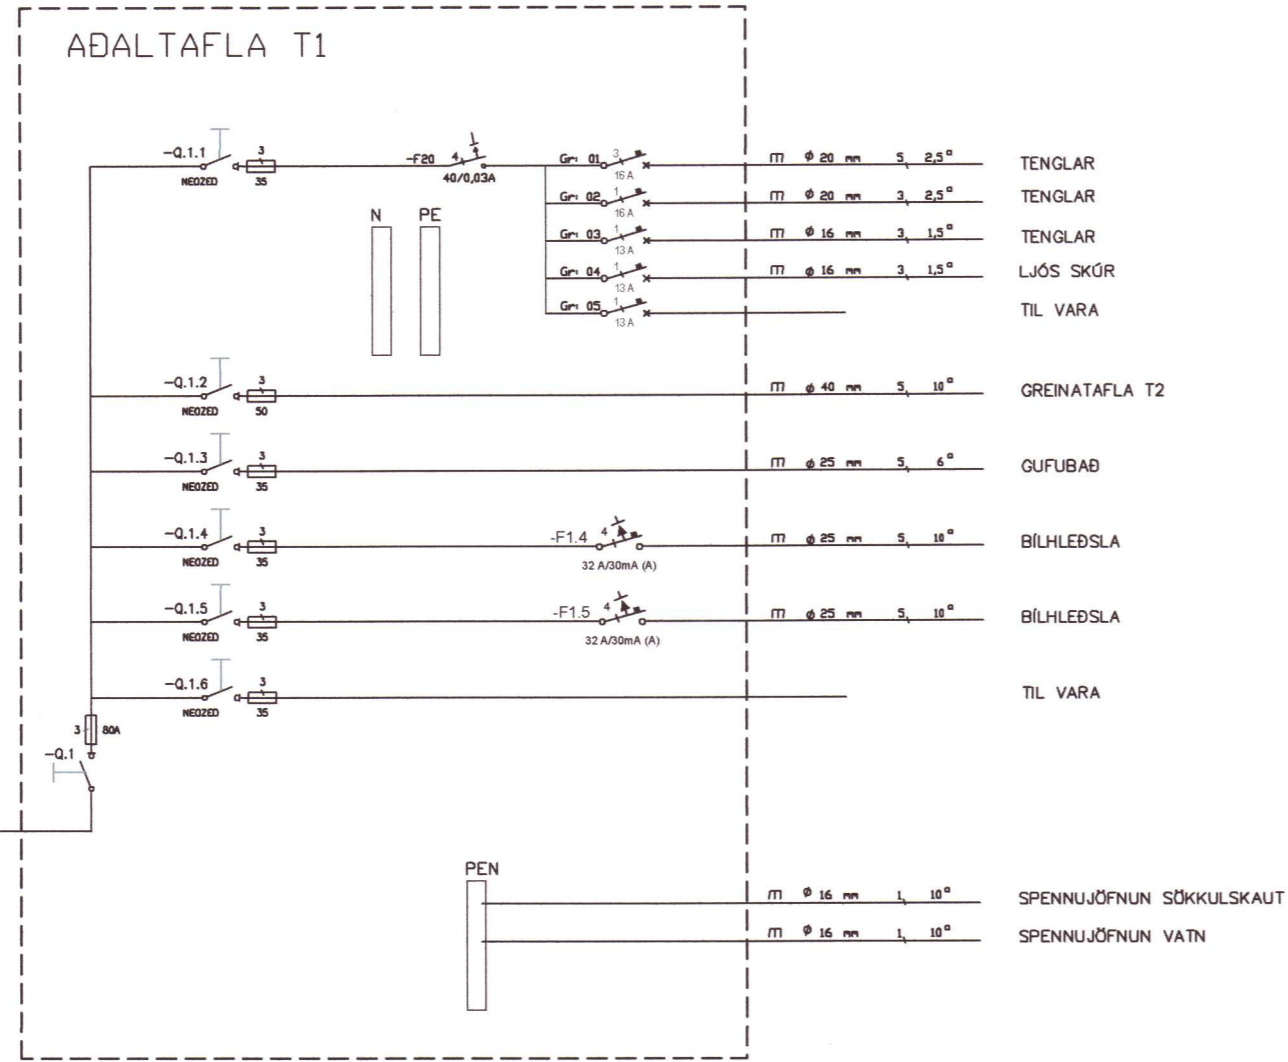 AÐALTAFLA T1
-Q.1.1 NEOZED 3 35 -F20 4 40/0,03A Gr: 01 3 16 A m ø 20 mm 5 2,5▫ TENGLAR
Gr: 02 1 16 A m ø 20 mm 3 2,5▫ TENGLAR
N PE Gr: 03 1 13 A m ø 16 mm 3 1,5▫ TENGLAR
Gr: 04 1 13 A m ø 16 mm 3 1,5▫ LJÓS SKÚR
Gr: 05 1 13 A TIL VARA
-Q.1.2 NEOZED 3 50 m ø 40 mm 5 10▫ GREINATAFLA T2
-Q.1.3 NEOZED 3 35 m ø 25 mm 5 6▫ GUFUBAÐ
-Q.1.4 NEOZED 3 35 -F1.4 4 32 A/30mA (A) m ø 25 mm 5 10▫ BÍLHLEÐSLA
-Q.1.5 NEOZED 3 35 -F1.5 4 32 A/30mA (A) m ø 25 mm 5 10▫ BÍLHLEÐSLA
-Q.1.6 NEOZED 3 35 TIL VARA
3 80A
-Q.1
PEN
m ø 16 mm 1 10▫ SPENNUJÖFNUN SÖKKULSKAUT
m ø 16 mm 1 10▫ SPENNUJÖFNUN VATN